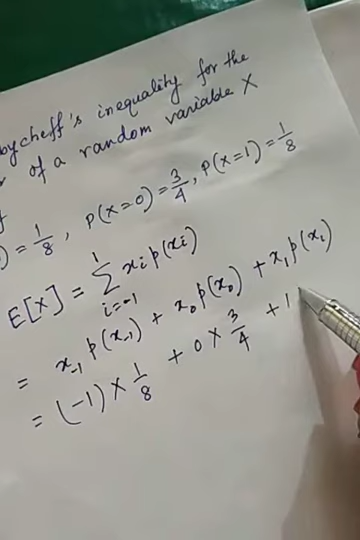 ycheff's inequality for the
of a random variable X
) = 1/8, p(x=0) = 3/4, p(x=1) = 1/8
E[X] = ∑_{i=-1}^{1} x_i p(x_i)
= x_{-1} p(x_{-1}) + x_0 p(x_0) + x_1 p(x_1)
= (-1) × 1/8 + 0 × 3/4 + 1